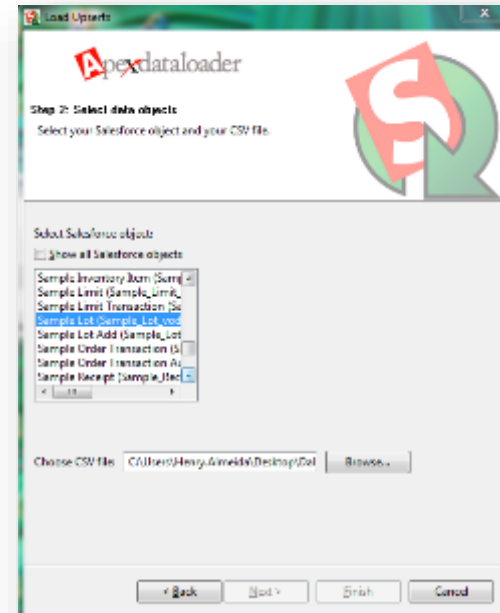 Load Upserts
x
Apexdataloader
Step 2: Select data objects
Select your Salesforce object and your CSV file.
Select Salesforce object:
Show all Salesforce objects
Sample Inventory Item (Samp
Sample Limit (Sample_Limit_
Sample Limit Transaction (Sa
Sample Lot (Sample_Lot_vod
Sample Lot Add (Sample_Lot
Sample Order Transaction (S
Sample Order Transaction Au
Sample Receipt (Sample_Rec
Choose CSV file: C:\Users\Henry.Almeida\Desktop\Dat Browse...
< Back Next > Finish Cancel